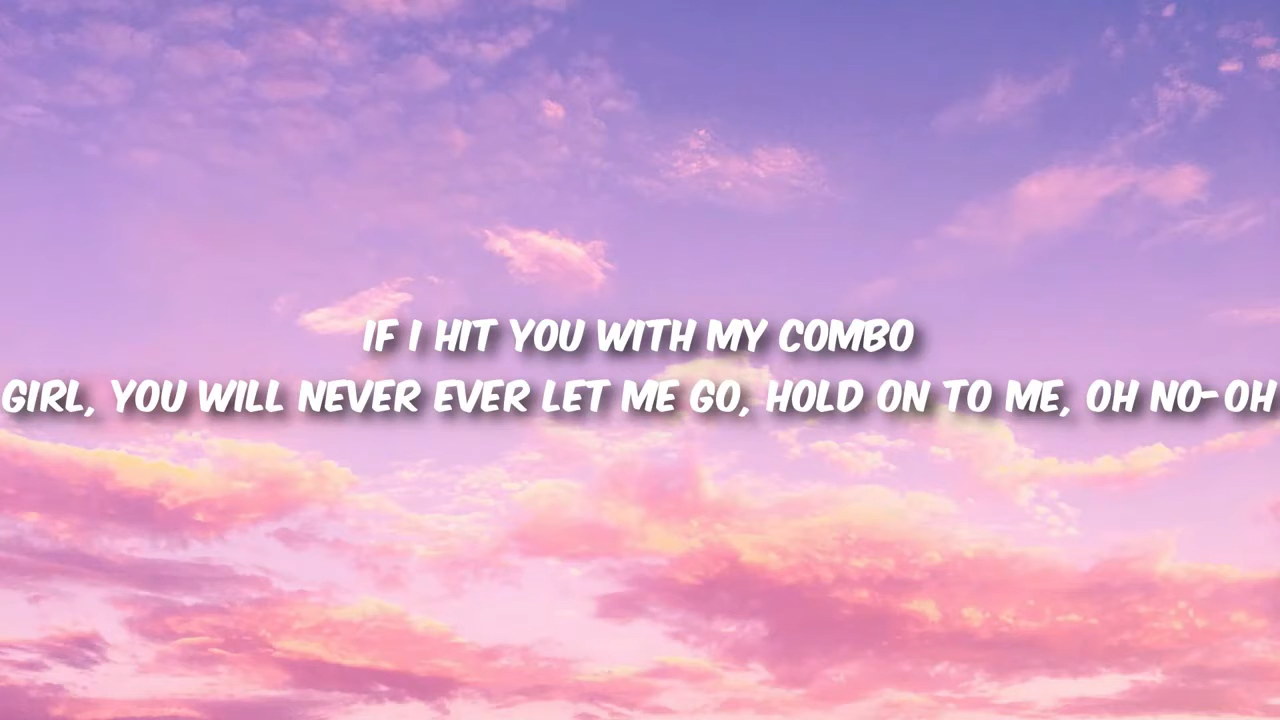 IF I HIT YOU WITH MY COMBO
GIRL, YOU WILL NEVER EVER LET ME GO, HOLD ON TO ME, OH NO-OH